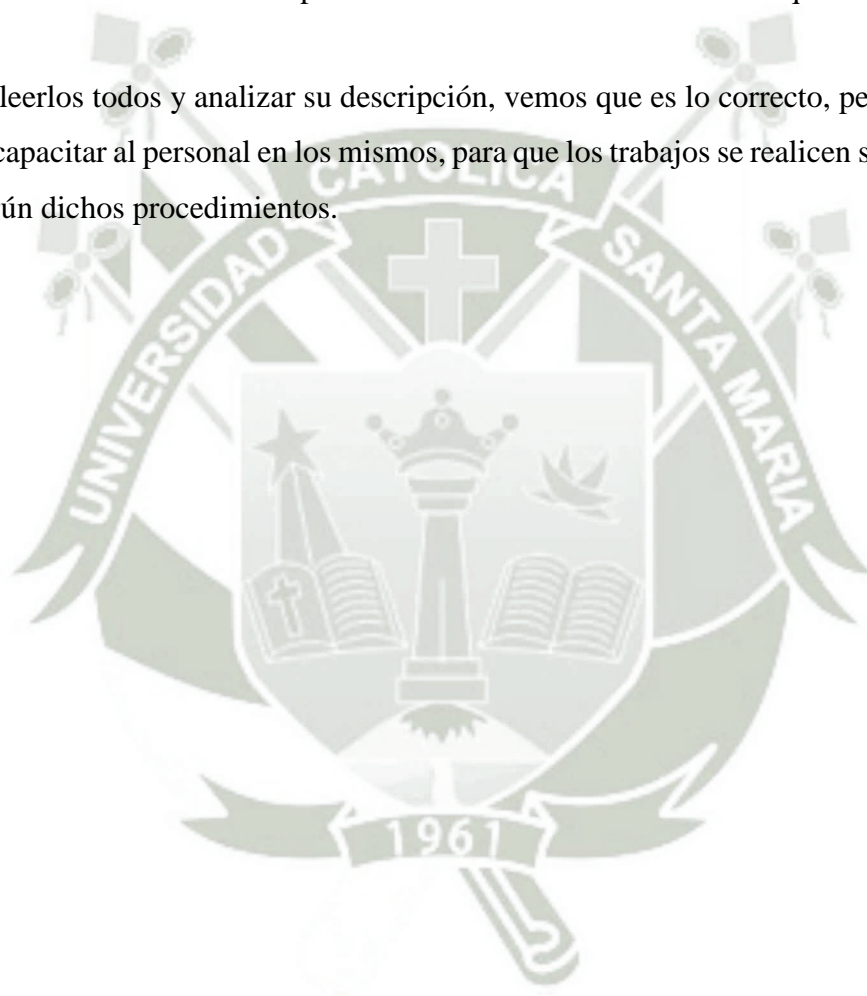 leerlos todos y analizar su descripción, vemos que es lo correcto, pe
capacitar al personal en los mismos, para que los trabajos se realicen s
ún dichos procedimientos.
CATOLICA
UNIVERSIDAD
SANTA MARIA
1961